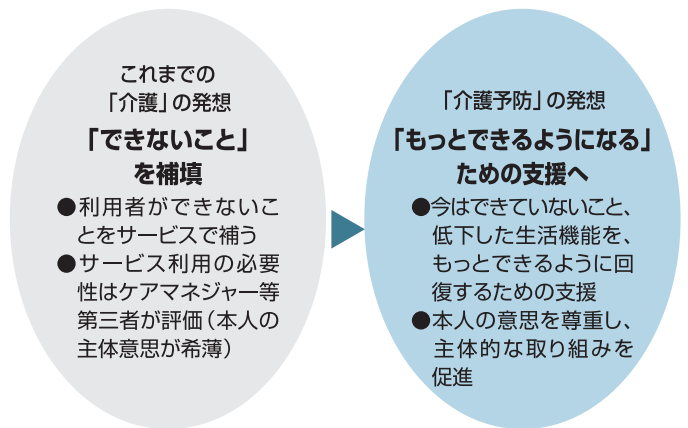 これまでの
「介護」の発想
「できないこと」
を補填
●利用者ができないこ
とをサービスで補う
●サービス利用の必要
性はケアマネジャー等
第三者が評価（本人の
主体意思が希薄）
「介護予防」の発想
「もっとできるようになる」
ための支援へ
●今はできていないこと、
低下した生活機能を、
もっとできるように回
復するための支援
●本人の意思を尊重し、
主体的な取り組みを
促進